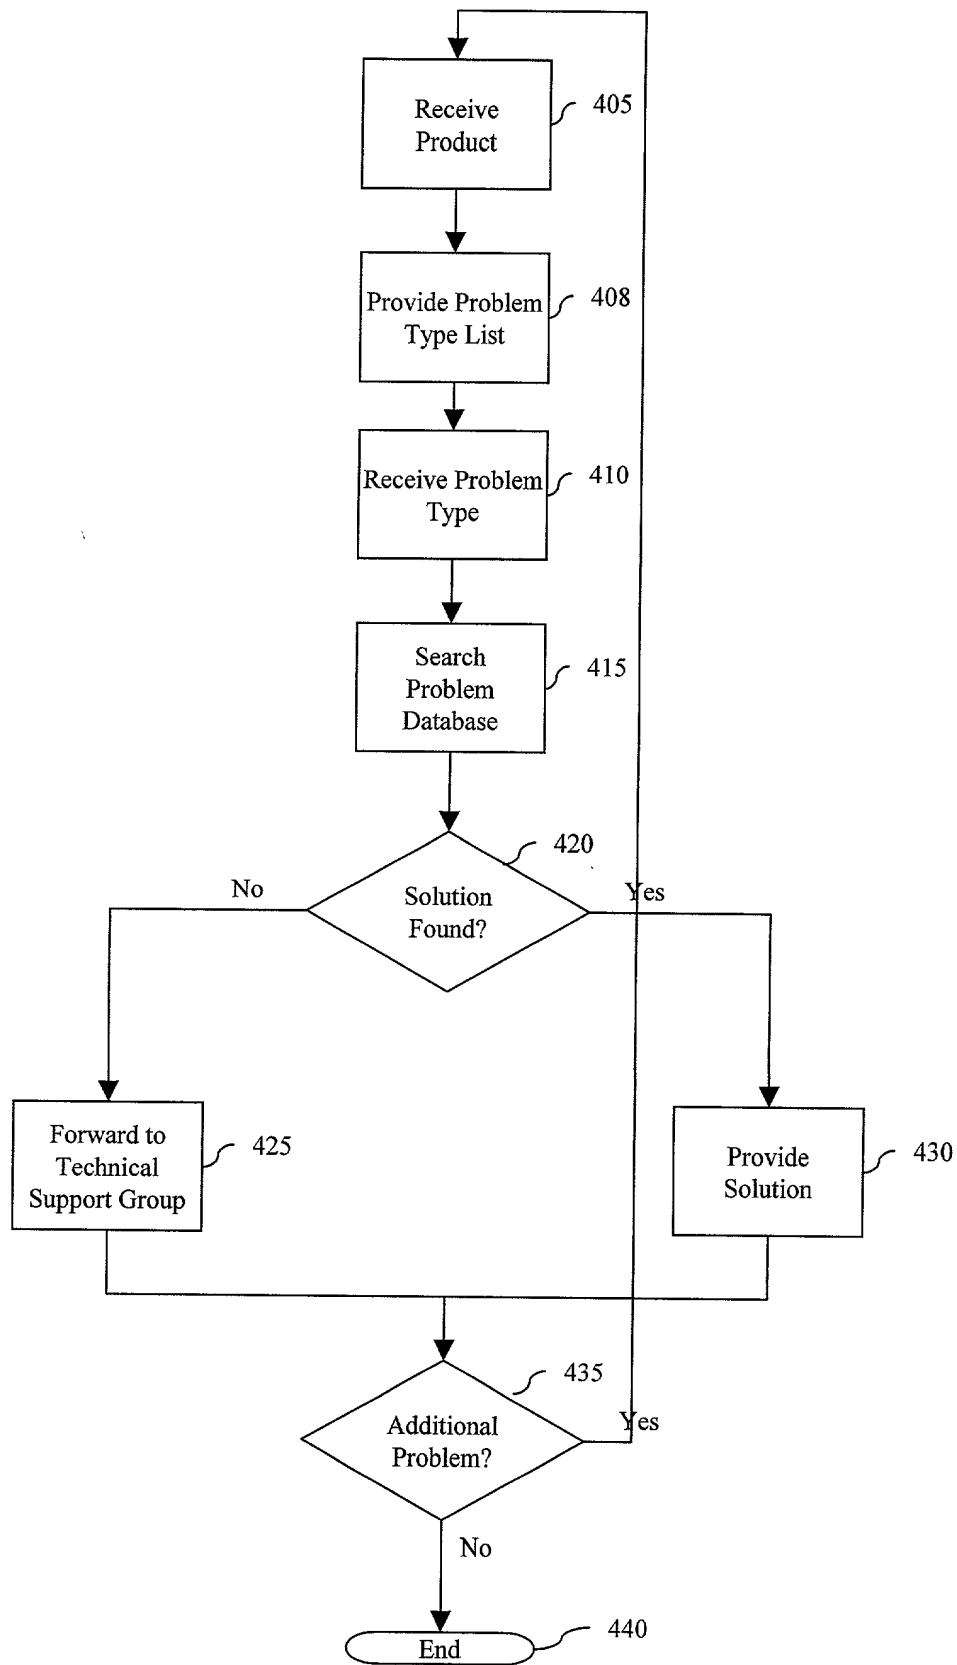 Receive
Product
405
Provide Problem
Type List
408
Receive Problem
Type
410
Search
Problem
Database
415
420
No
Solution
Found?
Yes
Forward to
Technical
Support Group
425
Provide
Solution
430
435
Additional
Problem?
Yes
No
End
440